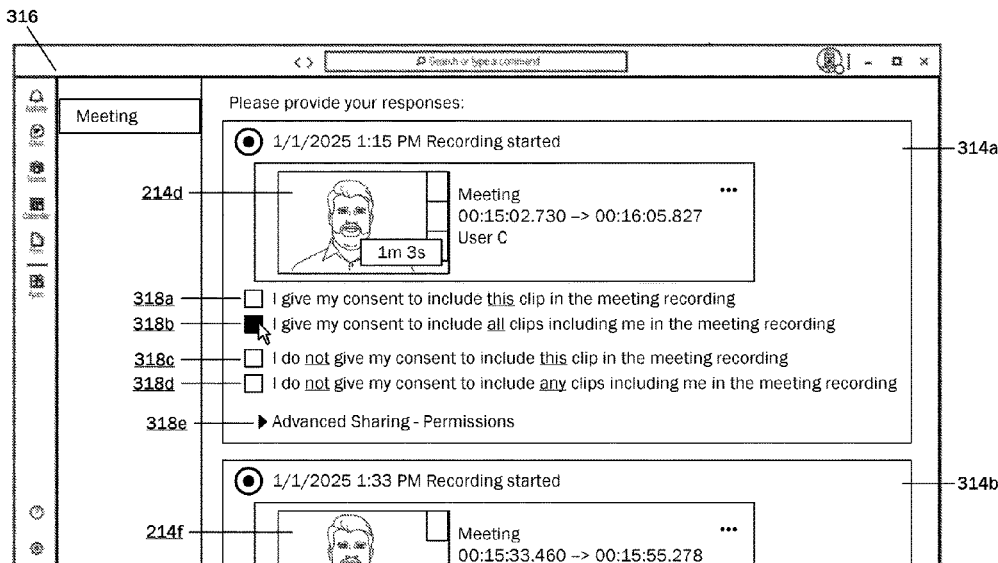 316
Search or type a command
Please provide your responses:
Meeting
1/1/2025 1:15 PM Recording started
314a
214d
Meeting
•••
00:15:02.730 –> 00:16:05.827
User C
1m 3s
318a I give my consent to include this clip in the meeting recording
318b I give my consent to include all clips including me in the meeting recording
318c I do not give my consent to include this clip in the meeting recording
318d I do not give my consent to include any clips including me in the meeting recording
318e Advanced Sharing - Permissions
1/1/2025 1:33 PM Recording started
314b
214f
Meeting
•••
00:15:33.460 –> 00:15:55.278